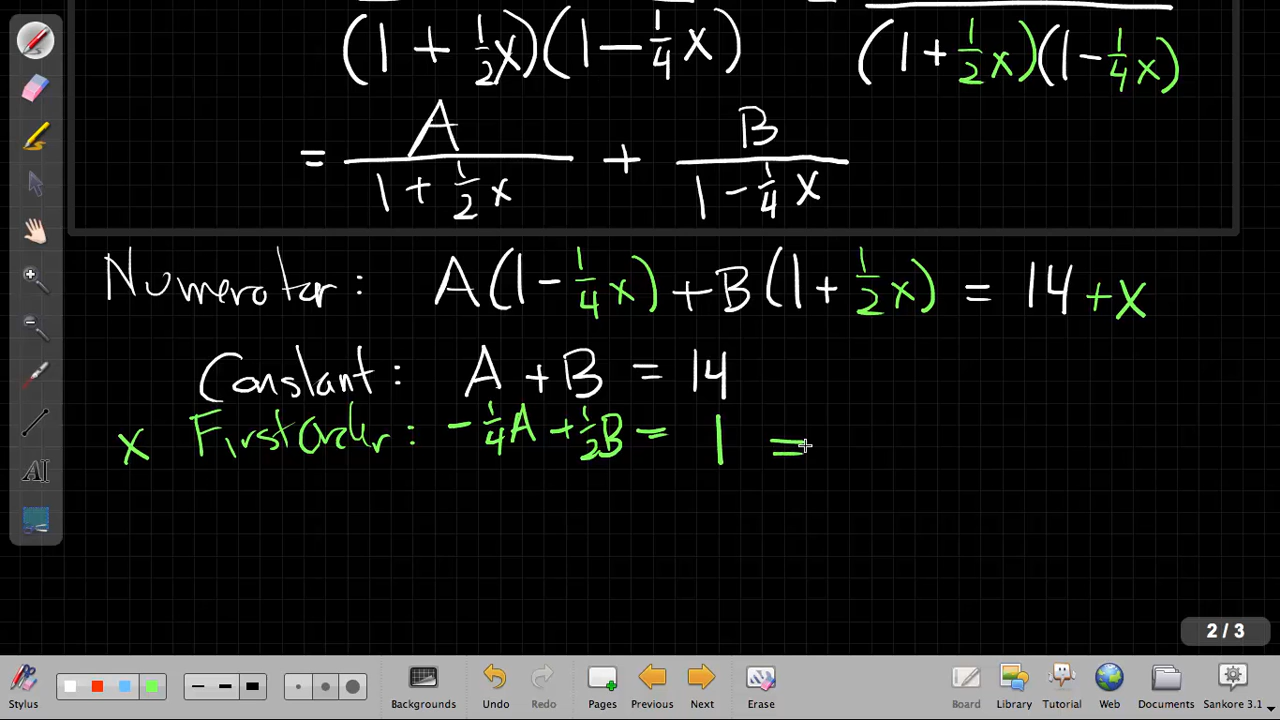 (1 + 1/2x)(1 - 1/4x) (1 + 1/2x)(1 - 1/4x)
= A/(1 + 1/2x) + B/(1 - 1/4x)
Numerator: A(1 - 1/4x) + B(1 + 1/2x) = 14 + x
Constant: A + B = 14
x First Order: -1/4A + 1/2B = 1 =
2 / 3
Stylus Backgrounds Undo Redo Pages Previous Next Erase Board Library Tutorial Web Documents Sankore 3.1